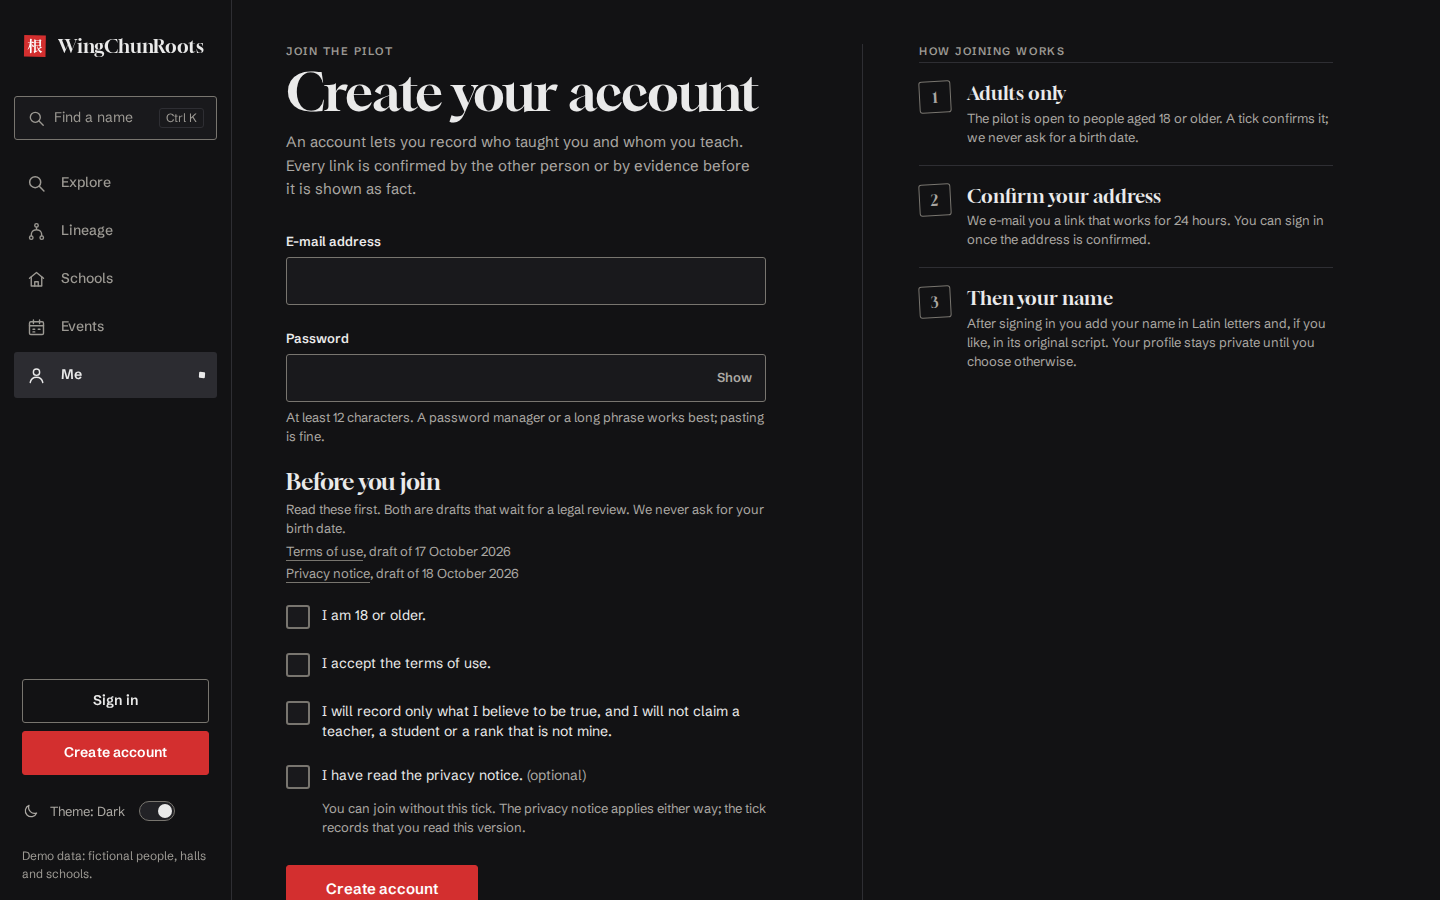 根 WingChunRoots
Find a name Ctrl K
Explore
Lineage
Schools
Events
Me
Sign in
Create account
Theme: Dark
Demo data: fictional people, halls
and schools.
JOIN THE PILOT
Create your account
An account lets you record who taught you and whom you teach.
Every link is confirmed by the other person or by evidence before
it is shown as fact.
E-mail address
Password
Show
At least 12 characters. A password manager or a long phrase works best; pasting
is fine.
Before you join
Read these first. Both are drafts that wait for a legal review. We never ask for your
birth date.
Terms of use, draft of 17 October 2026
Privacy notice, draft of 18 October 2026
I am 18 or older.
I accept the terms of use.
I will record only what I believe to be true, and I will not claim a
teacher, a student or a rank that is not mine.
I have read the privacy notice. (optional)
You can join without this tick. The privacy notice applies either way; the tick
records that you read this version.
Create account
HOW JOINING WORKS
1 Adults only
The pilot is open to people aged 18 or older. A tick confirms it;
we never ask for a birth date.
2 Confirm your address
We e-mail you a link that works for 24 hours. You can sign in
once the address is confirmed.
3 Then your name
After signing in you add your name in Latin letters and, if you
like, in its original script. Your profile stays private until you
choose otherwise.